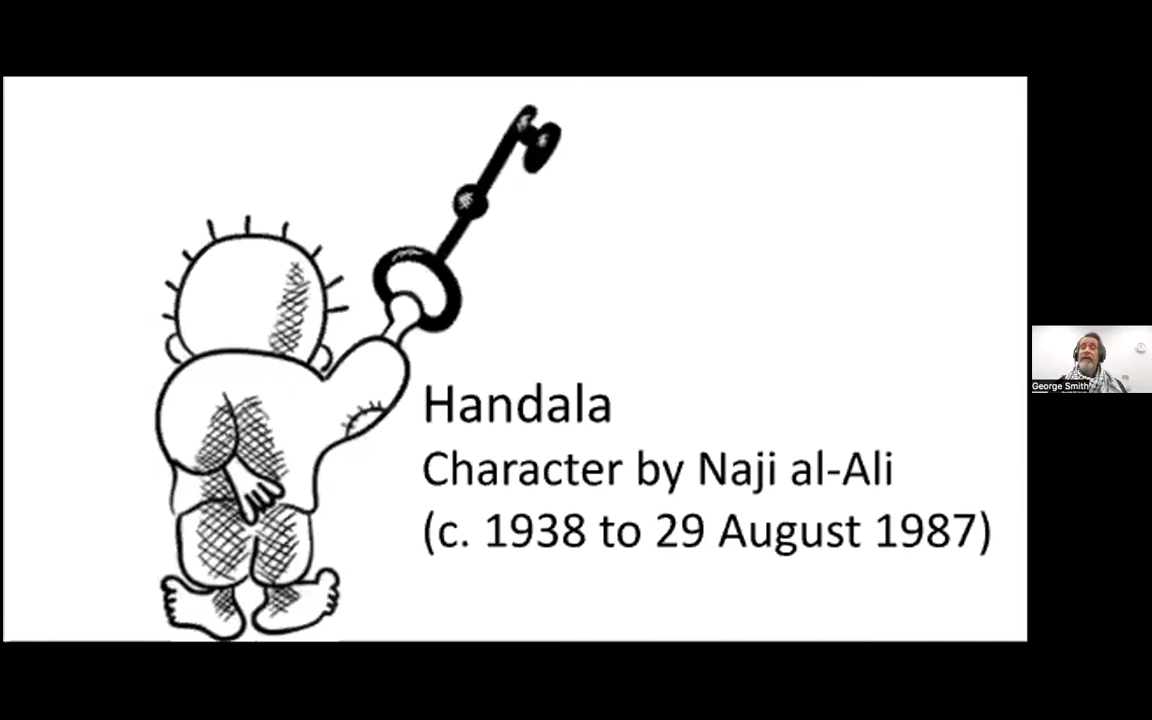 Handala
Character by Naji al-Ali
(c. 1938 to 29 August 1987)
George Smith